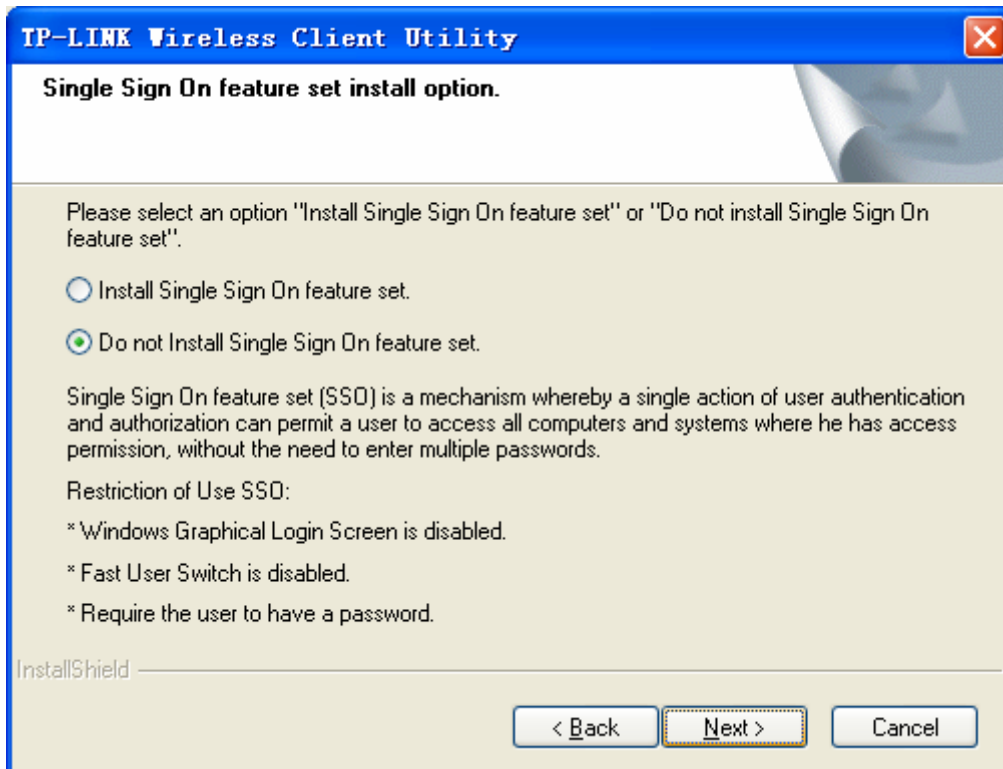 TP-LINK Wireless Client Utility
Single Sign On feature set install option.
Please select an option "Install Single Sign On feature set" or "Do not install Single Sign On
feature set".
Install Single Sign On feature set.
Do not Install Single Sign On feature set.
Single Sign On feature set (SSO) is a mechanism whereby a single action of user authentication
and authorization can permit a user to access all computers and systems where he has access
permission, without the need to enter multiple passwords.
Restriction of Use SSO:
* Windows Graphical Login Screen is disabled.
* Fast User Switch is disabled.
* Require the user to have a password.
InstallShield
< Back
Next >
Cancel